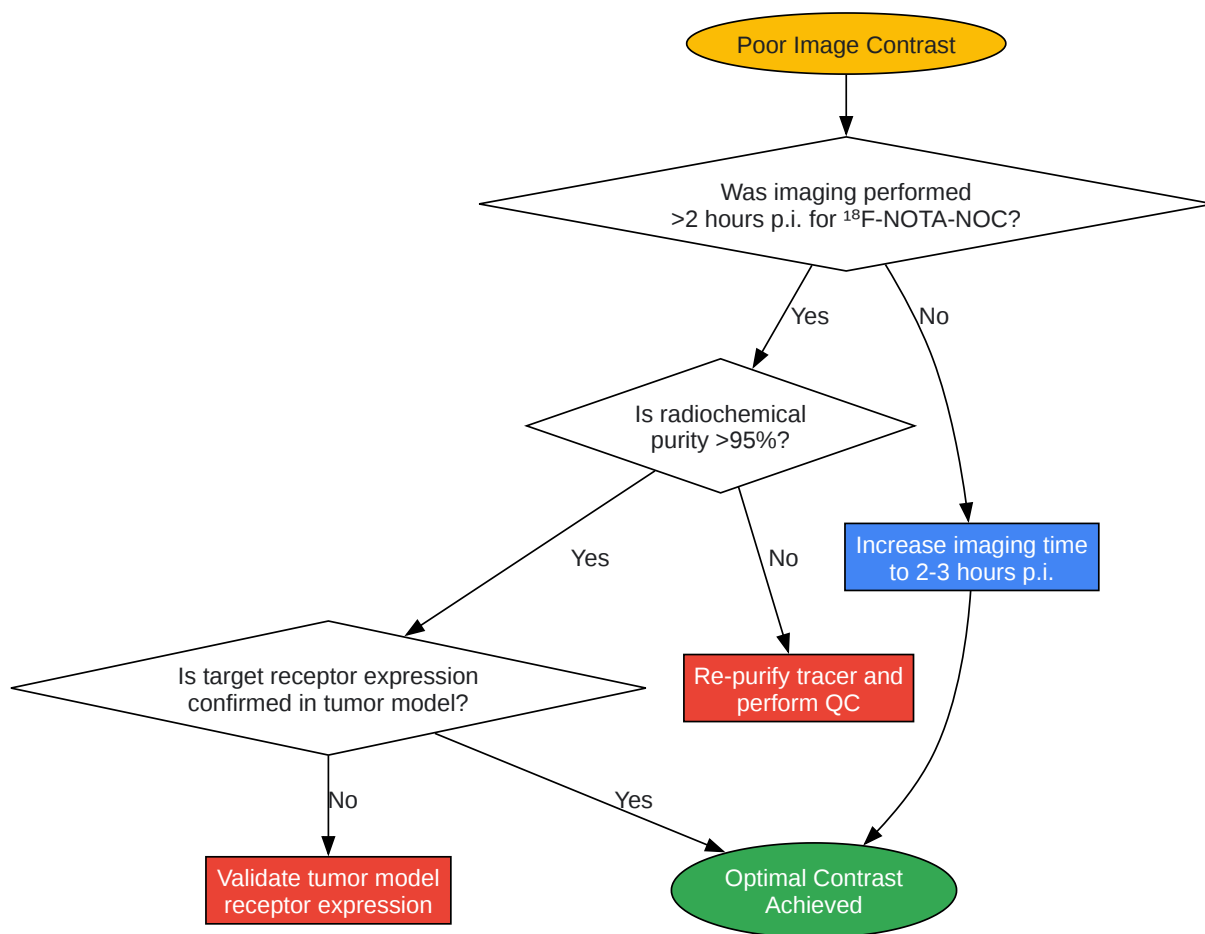 Poor Image Contrast
Was imaging performed
>2 hours p.i. for ¹⁸F-NOTA-NOC?
Yes
No
Is radiochemical
purity >95%?
Yes
No
Increase imaging time
to 2-3 hours p.i.
Is target receptor expression
confirmed in tumor model?
Re-purify tracer and
perform QC
No
Yes
Validate tumor model
receptor expression
Optimal Contrast
Achieved